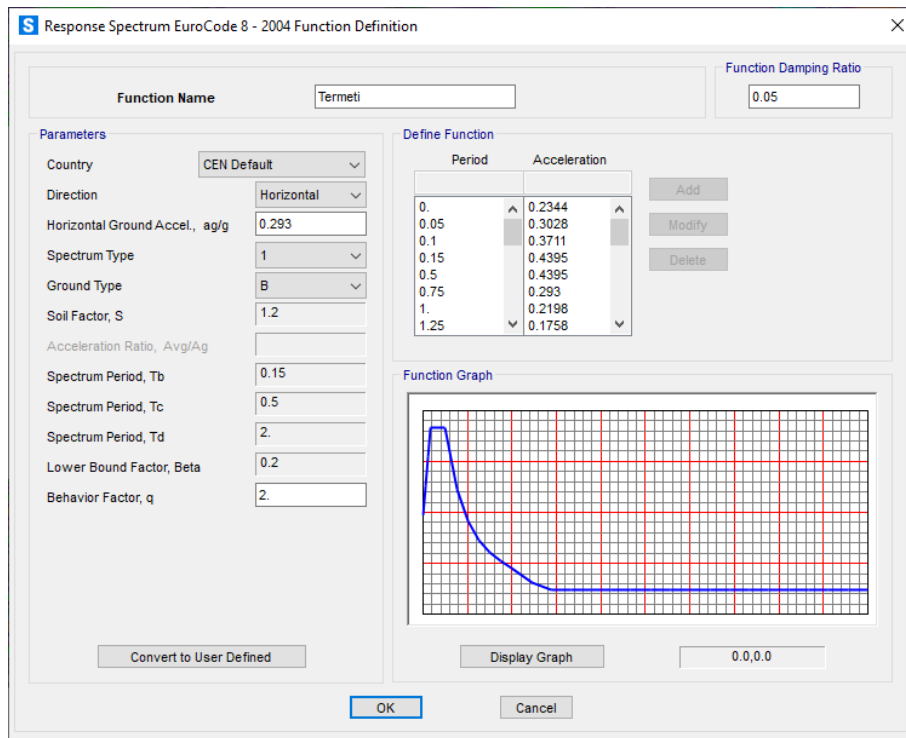 S Response Spectrum EuroCode 8 - 2004 Function Definition
Function Name Termeti
Function Damping Ratio
0.05
Parameters
Country CEN Default
Direction Horizontal
Horizontal Ground Accel., ag/g 0.293
Spectrum Type 1
Ground Type B
Soil Factor, S 1.2
Acceleration Ratio, Avg/Ag
Spectrum Period, Tb 0.15
Spectrum Period, Tc 0.5
Spectrum Period, Td 2.
Lower Bound Factor, Beta 0.2
Behavior Factor, q 2.
Convert to User Defined
Define Function
Period Acceleration
0. 0.2344
0.05 0.3028
0.1 0.3711
0.15 0.4395
0.5 0.4395
0.75 0.293
1. 0.2198
1.25 0.1758
Add
Modify
Delete
Function Graph
Display Graph 0.0,0.0
OK Cancel